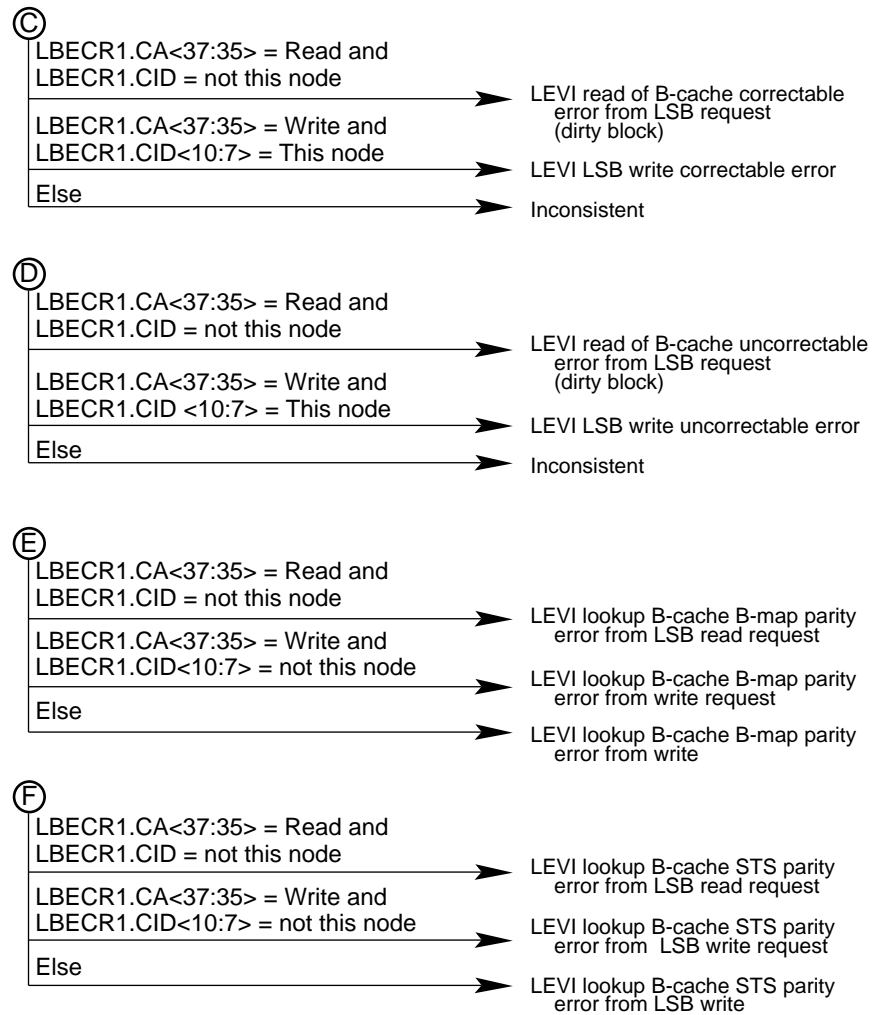 C
LBECR1.CA<37:35> = Read and
LBECR1.CID = not this node
LEVI read of B-cache correctable
error from LSB request
(dirty block)
LBECR1.CA<37:35> = Write and
LBECR1.CID<10:7> = This node
LEVI LSB write correctable error
Else
Inconsistent
D
LBECR1.CA<37:35> = Read and
LBECR1.CID = not this node
LEVI read of B-cache uncorrectable
error from LSB request
(dirty block)
LBECR1.CA<37:35> = Write and
LBECR1.CID <10:7> = This node
LEVI LSB write uncorrectable error
Else
Inconsistent
E
LBECR1.CA<37:35> = Read and
LBECR1.CID = not this node
LEVI lookup B-cache B-map parity
error from LSB read request
LBECR1.CA<37:35> = Write and
LBECR1.CID<10:7> = not this node
LEVI lookup B-cache B-map parity
error from write request
Else
LEVI lookup B-cache B-map parity
error from write
F
LBECR1.CA<37:35> = Read and
LBECR1.CID = not this node
LEVI lookup B-cache STS parity
error from LSB read request
LBECR1.CA<37:35> = Write and
LBECR1.CID<10:7> = not this node
LEVI lookup B-cache STS parity
error from  LSB write request
Else
LEVI lookup B-cache STS parity
error from LSB write